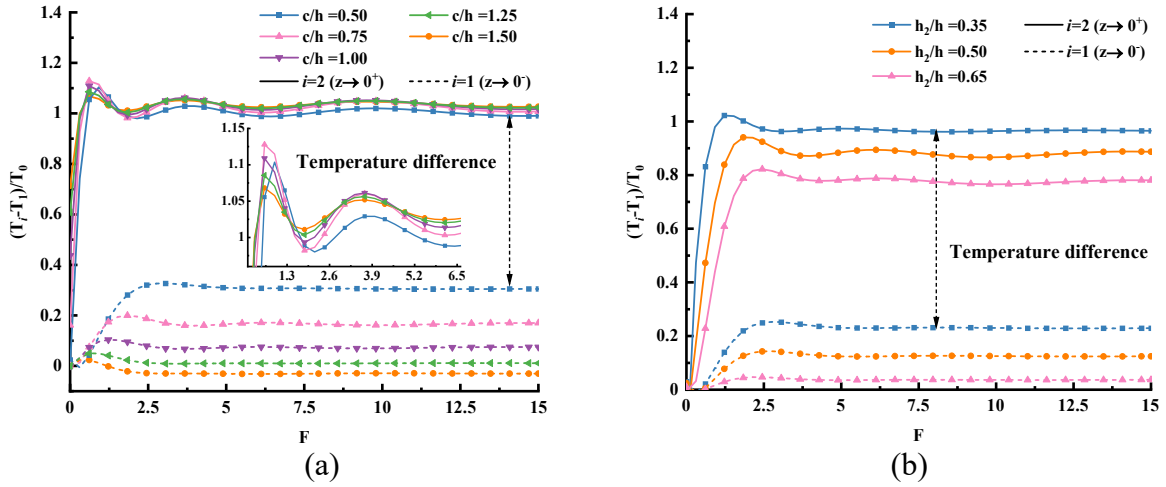 c/h =0.50
c/h =1.25
c/h =0.75
c/h =1.50
c/h =1.00
i=2 (z→ 0⁺)
i=1 (z→ 0⁻)
1.4
1.2
1
0.8
0.6
0.4
0.2
0
(Tᵢ-T₁)/T₀
1.15
1.1
1.05
1
1.3
2.6
3.9
5.2
6.5
Temperature difference
0
2.5
5
7.5
10
12.5
15
F
(a)
h₂/h =0.35
i=2 (z→ 0⁺)
h₂/h =0.50
i=1 (z→ 0⁻)
h₂/h =0.65
1.4
1.2
1
0.8
0.6
0.4
0.2
0
(Tᵢ-T₁)/T₀
Temperature difference
0
2.5
5
7.5
10
12.5
15
F
(b)